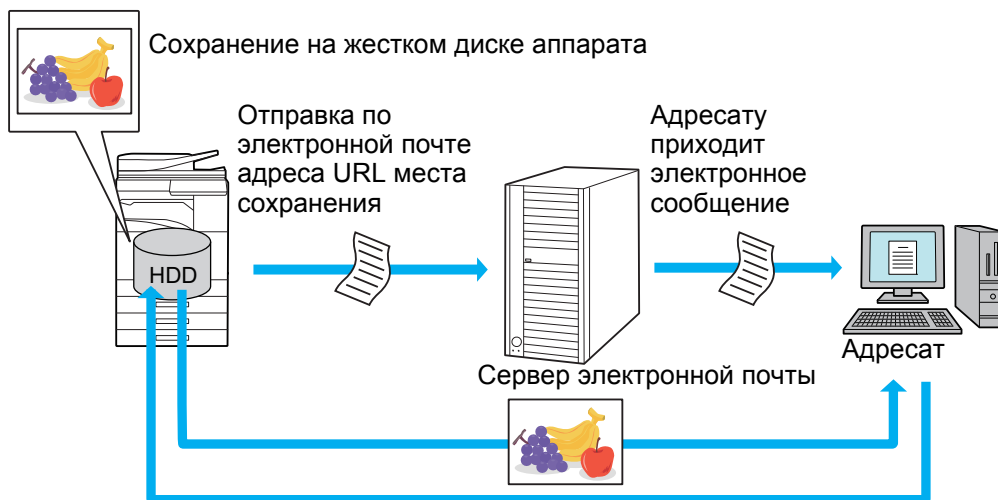 Сохранение на жестком диске аппарата
Отправка по
электронной почте
адреса URL места
сохранения
Адресату
приходит
электронное
сообщение
HDD
Адресат
Сервер электронной почты